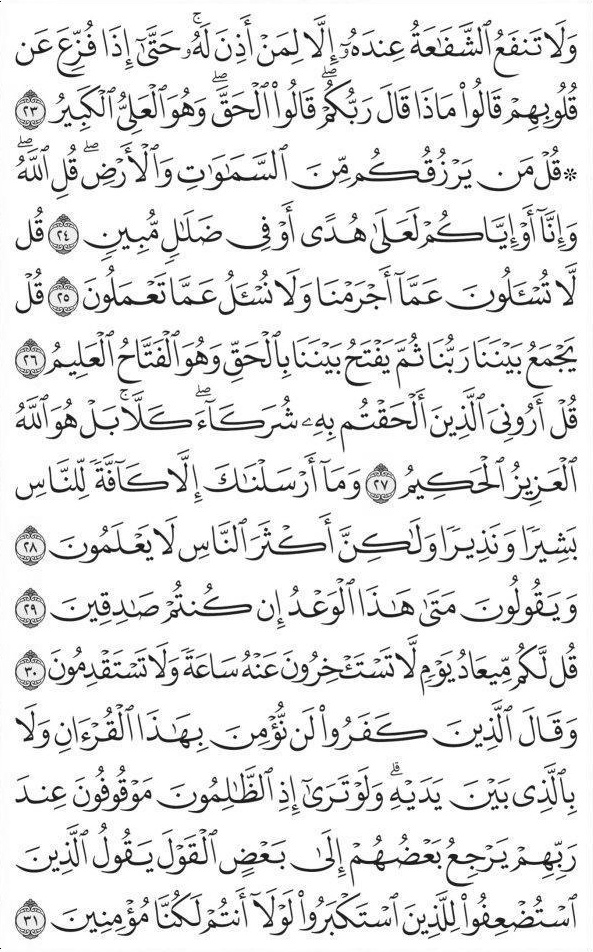 وَلَا تَنفَعُ ٱلشَّفَٰعَةُ عِندَهُۥٓ إِلَّا لِمَنْ أَذِنَ لَهُۥۚ حَتَّىٰٓ إِذَا فُزِّعَ عَن
قُلُوبِهِمْ قَالُوا۟ مَاذَا قَالَ رَبُّكُمْۖ قَالُوا۟ ٱلْحَقَّۖ وَهُوَ ٱلْعَلِىُّ ٱلْكَبِيرُ ٢٣
۞ قُلْ مَن يَرْزُقُكُم مِّنَ ٱلسَّمَٰوَٰتِ وَٱلْأَرْضِۖ قُلِ ٱللَّهُۖ
وَإِنَّآ أَوْ إِيَّاكُمْ لَعَلَىٰ هُدًى أَوْ فِى ضَلَٰلٍ مُّبِينٍ ٢٤ قُل
لَّا تُسْـَٔلُونَ عَمَّآ أَجْرَمْنَا وَلَا نُسْـَٔلُ عَمَّا تَعْمَلُونَ ٢٥ قُلْ
يَجْمَعُ بَيْنَنَا رَبُّنَا ثُمَّ يَفْتَحُ بَيْنَنَا بِٱلْحَقِّ وَهُوَ ٱلْفَتَّاحُ ٱلْعَلِيمُ ٢٦
قُلْ أَرُونِىَ ٱلَّذِينَ أَلْحَقْتُم بِهِۦ شُرَكَآءَۖ كَلَّاۚ بَلْ هُوَ ٱللَّهُ
ٱلْعَزِيزُ ٱلْحَكِيمُ ٢٧ وَمَآ أَرْسَلْنَٰكَ إِلَّا كَآفَّةً لِّلنَّاسِ
بَشِيرًا وَنَذِيرًا وَلَٰكِنَّ أَكْثَرَ ٱلنَّاسِ لَا يَعْلَمُونَ ٢٨
وَيَقُولُونَ مَتَىٰ هَٰذَا ٱلْوَعْدُ إِن كُنتُمْ صَٰدِقِينَ ٢٩
قُل لَّكُم مِّيعَادُ يَوْمٍ لَّا تَسْتَـْٔخِرُونَ عَنْهُ سَاعَةً وَلَا تَسْتَقْدِمُونَ ٣٠
وَقَالَ ٱلَّذِينَ كَفَرُوا۟ لَن نُّؤْمِنَ بِهَٰذَا ٱلْقُرْءَانِ وَلَا
بِٱلَّذِى بَيْنَ يَدَيْهِۗ وَلَوْ تَرَىٰٓ إِذِ ٱلظَّٰلِمُونَ مَوْقُوفُونَ عِندَ
رَبِّهِمْ يَرْجِعُ بَعْضُهُمْ إِلَىٰ بَعْضٍ ٱلْقَوْلَ يَقُولُ ٱلَّذِينَ
ٱسْتُضْعِفُوا۟ لِلَّذِينَ ٱسْتَكْبَرُوا۟ لَوْلَآ أَنتُمْ لَكُنَّا مُؤْمِنِينَ ٣١